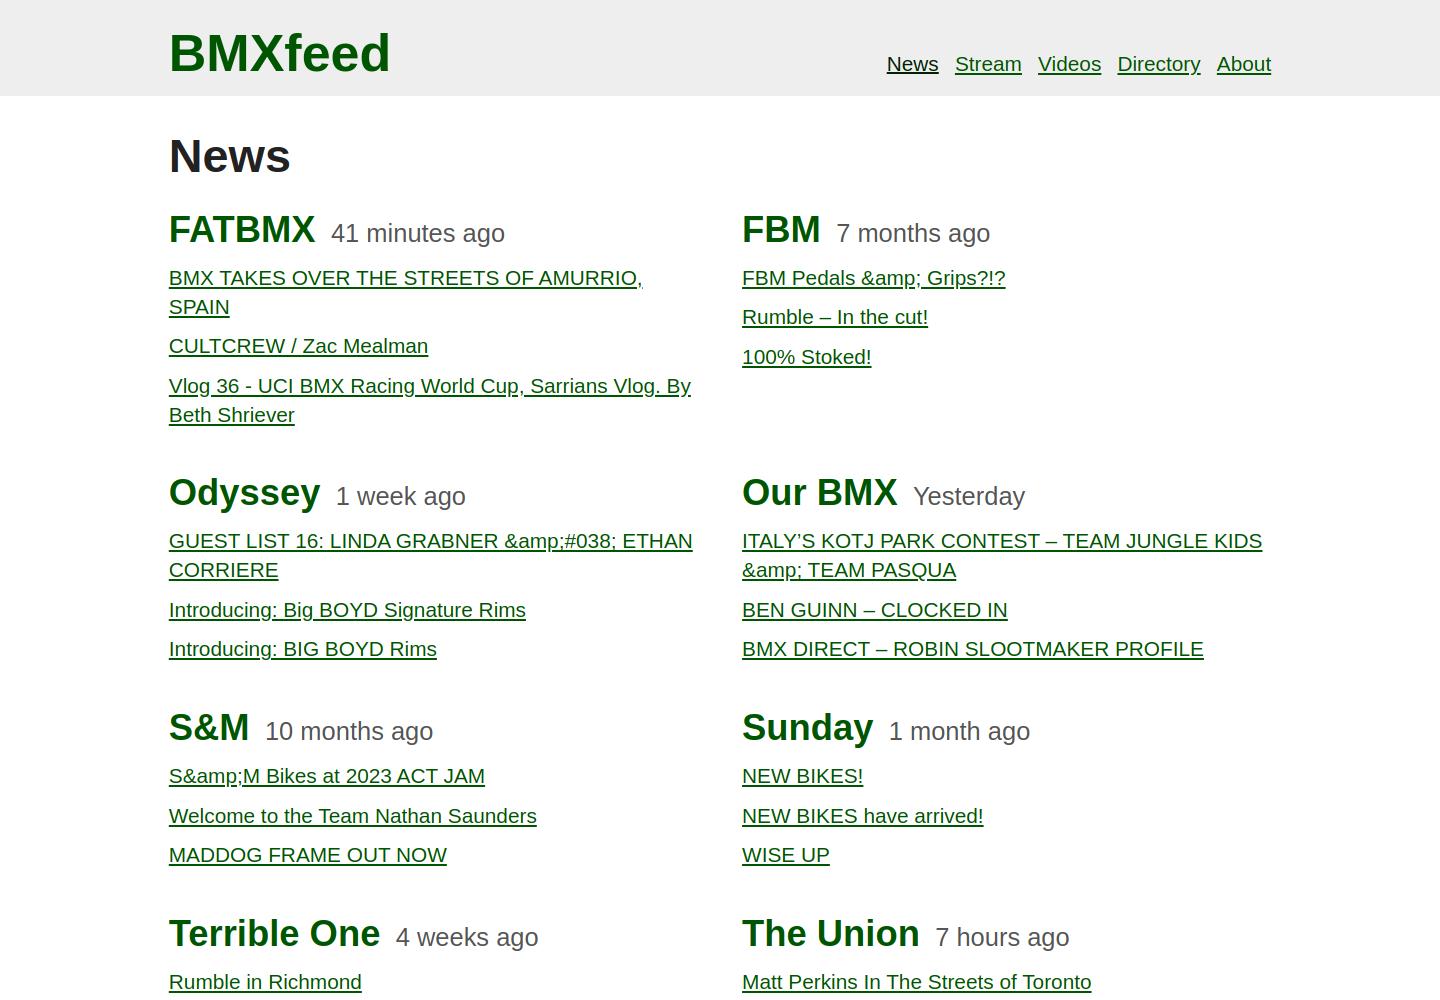 BMXfeed
News Stream Videos Directory About
News
FATBMX 41 minutes ago
BMX TAKES OVER THE STREETS OF AMURRIO,
SPAIN
CULTCREW / Zac Mealman
Vlog 36 - UCI BMX Racing World Cup, Sarrians Vlog. By
Beth Shriever
FBM 7 months ago
FBM Pedals &amp; Grips?!?
Rumble – In the cut!
100% Stoked!
Odyssey 1 week ago
GUEST LIST 16: LINDA GRABNER &amp;#038; ETHAN
CORRIERE
Introducing: Big BOYD Signature Rims
Introducing: BIG BOYD Rims
Our BMX Yesterday
ITALY’S KOTJ PARK CONTEST – TEAM JUNGLE KIDS
&amp; TEAM PASQUA
BEN GUINN – CLOCKED IN
BMX DIRECT – ROBIN SLOOTMAKER PROFILE
S&M 10 months ago
S&amp;M Bikes at 2023 ACT JAM
Welcome to the Team Nathan Saunders
MADDOG FRAME OUT NOW
Sunday 1 month ago
NEW BIKES!
NEW BIKES have arrived!
WISE UP
Terrible One 4 weeks ago
Rumble in Richmond
The Union 7 hours ago
Matt Perkins In The Streets of Toronto